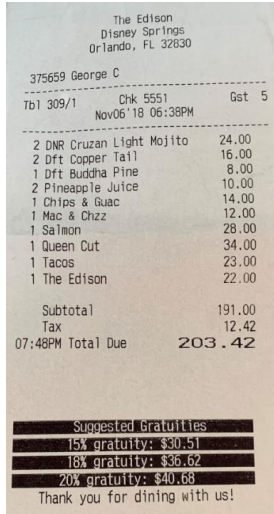 The Edison
Disney Springs
Orlando, FL 32830
375659 George C
Tbl 309/1 Chk 5551 Gst 5
Nov06'18 06:38PM
2 DNR Cruzan Light Mojito 24.00
2 Dft Copper Tail 16.00
1 Dft Buddha Pine 8.00
2 Pineapple Juice 10.00
1 Chips & Guac 14.00
1 Mac & Chzz 12.00
1 Salmon 28.00
1 Queen Cut 34.00
1 Tacos 23.00
1 The Edison 22.00
Subtotal 191.00
Tax 12.42
07:48PM Total Due 203.42
Suggested Gratuities
15% gratuity: $30.51
18% gratuity: $36.62
20% gratuity: $40.68
Thank you for dining with us!